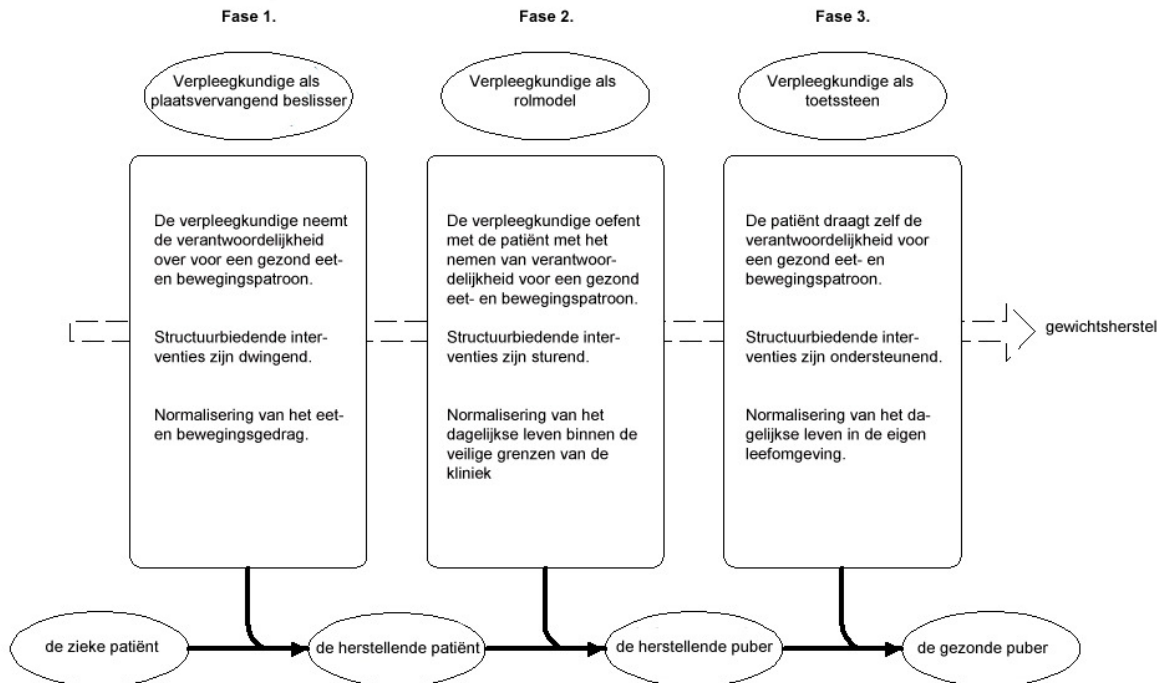 Fase 1.
Fase 2.
Fase 3.
Verpleegkundige als
plaatsvervangend beslisser
Verpleegkundige als
rolmodel
Verpleegkundige als
toetssteen
De verpleegkundige neemt
de verantwoordelijkheid
over voor een gezond eet-
en bewegingspatroon.
Structuurbiedende inter-
venties zijn dwingend.
Normalisering van het eet-
en bewegingsgedrag.
De verpleegkundige oefent
met de patiënt met het
nemen van verantwoor-
delijkheid voor een gezond
eet- en bewegingspatroon.
Structuurbiedende inter-
venties zijn sturend.
Normalisering van het
dagelijkse leven binnen de
veilige grenzen van de
kliniek
De patiënt draagt zelf de
verantwoordelijkheid voor
een gezond eet- en
bewegingspatroon.
Structuurbiedende inter-
venties zijn ondersteunend.
Normalisering van het da-
gelijkse leven in de eigen
leefomgeving.
gewichtsherstel
de zieke patiënt
de herstellende patiënt
de herstellende puber
de gezonde puber